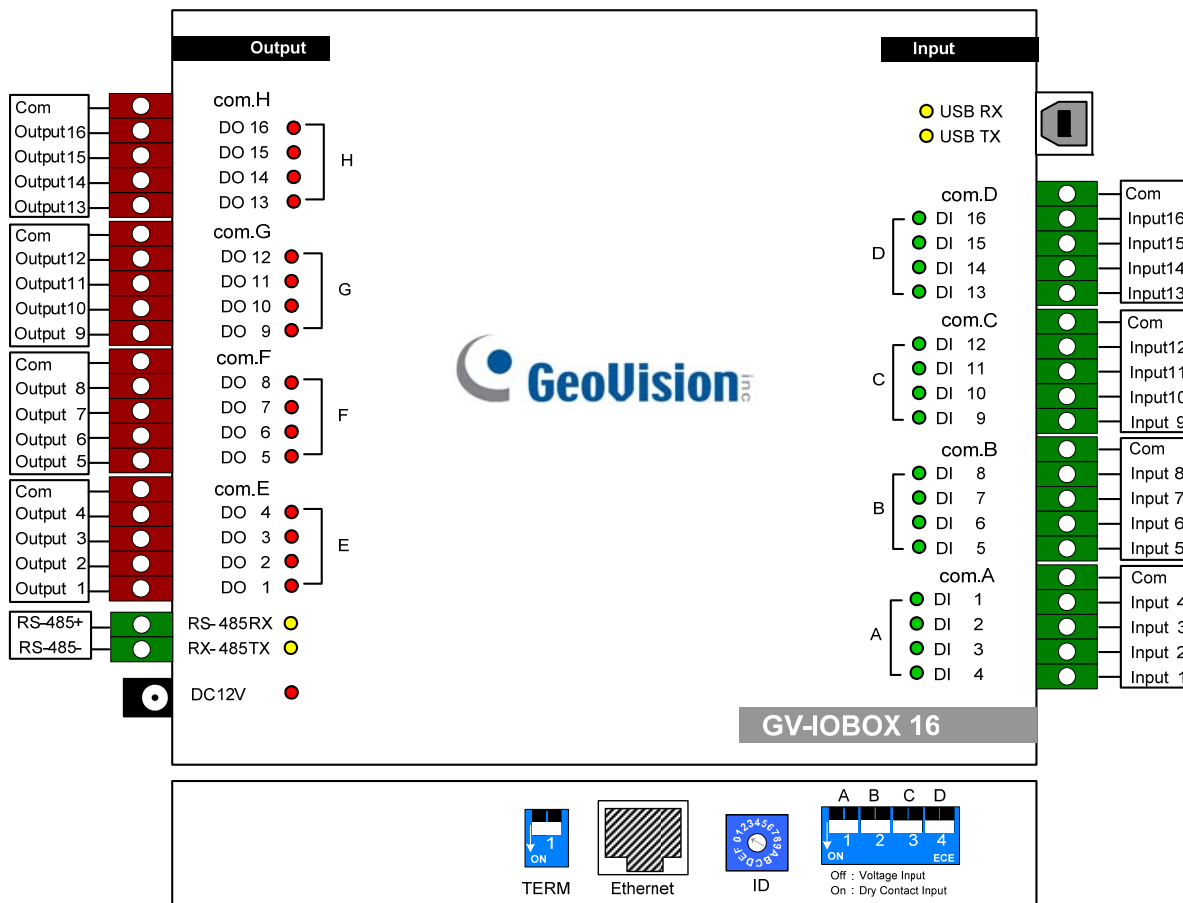 Output
Input
Com
Output16
Output15
Output14
Output13
Com
Output12
Output11
Output10
Output 9
Com
Output 8
Output 7
Output 6
Output 5
Com
Output 4
Output 3
Output 2
Output 1
RS-485+
RS-485-
com.H
DO 16
DO 15
DO 14
DO 13
H
com.G
DO 12
DO 11
DO 10
DO 9
G
com.F
DO 8
DO 7
DO 6
DO 5
F
com.E
DO 4
DO 3
DO 2
DO 1
E
RS-485RX
RX-485TX
DC12V
GeoVision inc
USB RX
USB TX
com.D
DI 16
DI 15
DI 14
DI 13
D
com.C
DI 12
DI 11
DI 10
DI 9
C
com.B
DI 8
DI 7
DI 6
DI 5
B
com.A
DI 1
DI 2
DI 3
DI 4
A
Com
Input16
Input15
Input14
Input13
Com
Input12
Input11
Input10
Input 9
Com
Input 8
Input 7
Input 6
Input 5
Com
Input 4
Input 3
Input 2
Input 1
GV-IOBOX 16
1
ON
TERM
Ethernet
0123456789ABCDEF
ID
A B C D
1 2 3 4
ON ECE
Off : Voltage Input
On : Dry Contact Input